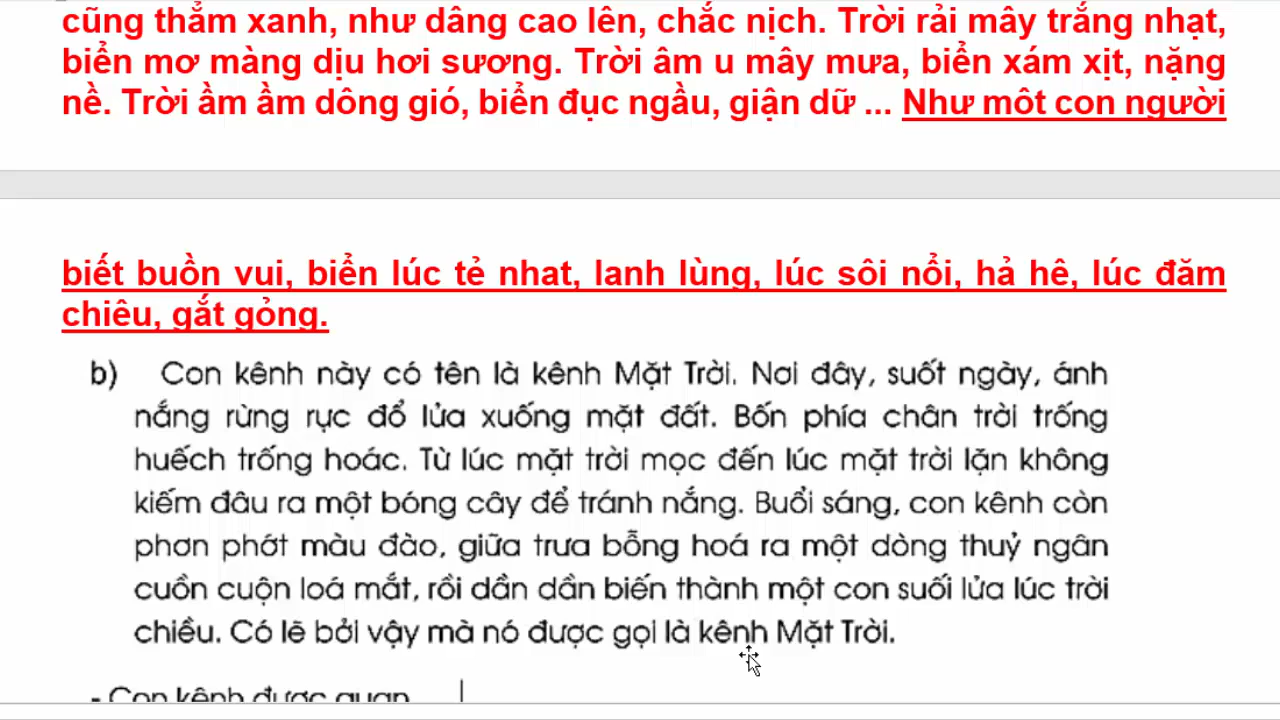 cũng thẳm xanh, như dâng cao lên, chắc nịch. Trời rải mây trắng nhạt,
biển mơ màng dịu hơi sương. Trời âm u mây mưa, biển xám xịt, nặng
nề. Trời ầm ầm dông gió, biển đục ngầu, giận dữ ... Như môt con người
biết buồn vui, biển lúc tẻ nhat, lanh lùng, lúc sôi nổi, hả hê, lúc đăm
chiêu, gắt gỏng.
b) Con kênh này có tên là kênh Mặt Trời. Nơi đây, suốt ngày, ánh
nắng rừng rực đổ lửa xuống mặt đất. Bốn phía chân trời trống
huếch trống hoác. Từ lúc mặt trời mọc đến lúc mặt trời lặn không
kiếm đâu ra một bóng cây để tránh nắng. Buổi sáng, con kênh còn
phơn phớt màu đào, giữa trưa bỗng hoá ra một dòng thuỷ ngân
cuồn cuộn loá mắt, rồi dần dần biến thành một con suối lửa lúc trời
chiều. Có lẽ bởi vậy mà nó được gọi là kênh Mặt Trời.
- Con kênh được quan